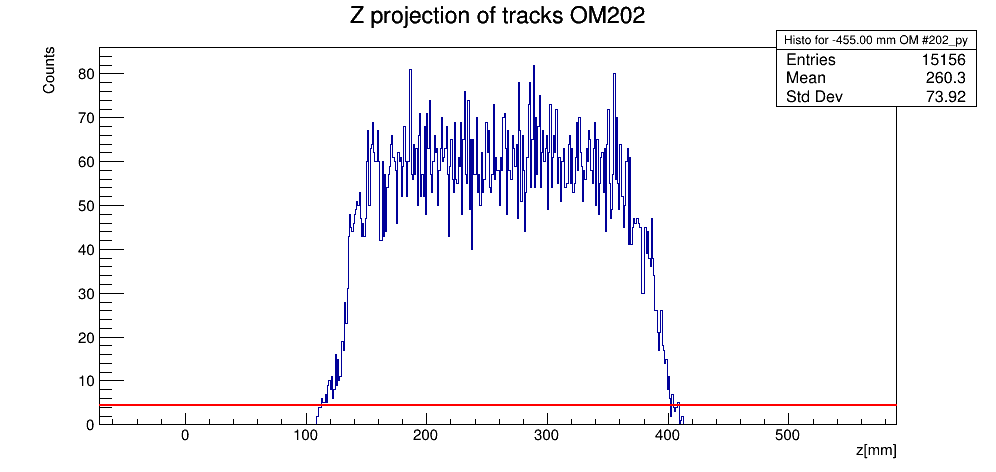 Z projection of tracks OM202
Histo for -455.00 mm OM #202_py
Entries 15156
Mean 260.3
Std Dev 73.92
Counts
80
70
60
50
40
30
20
10
0
0 100 200 300 400 500
z[mm]